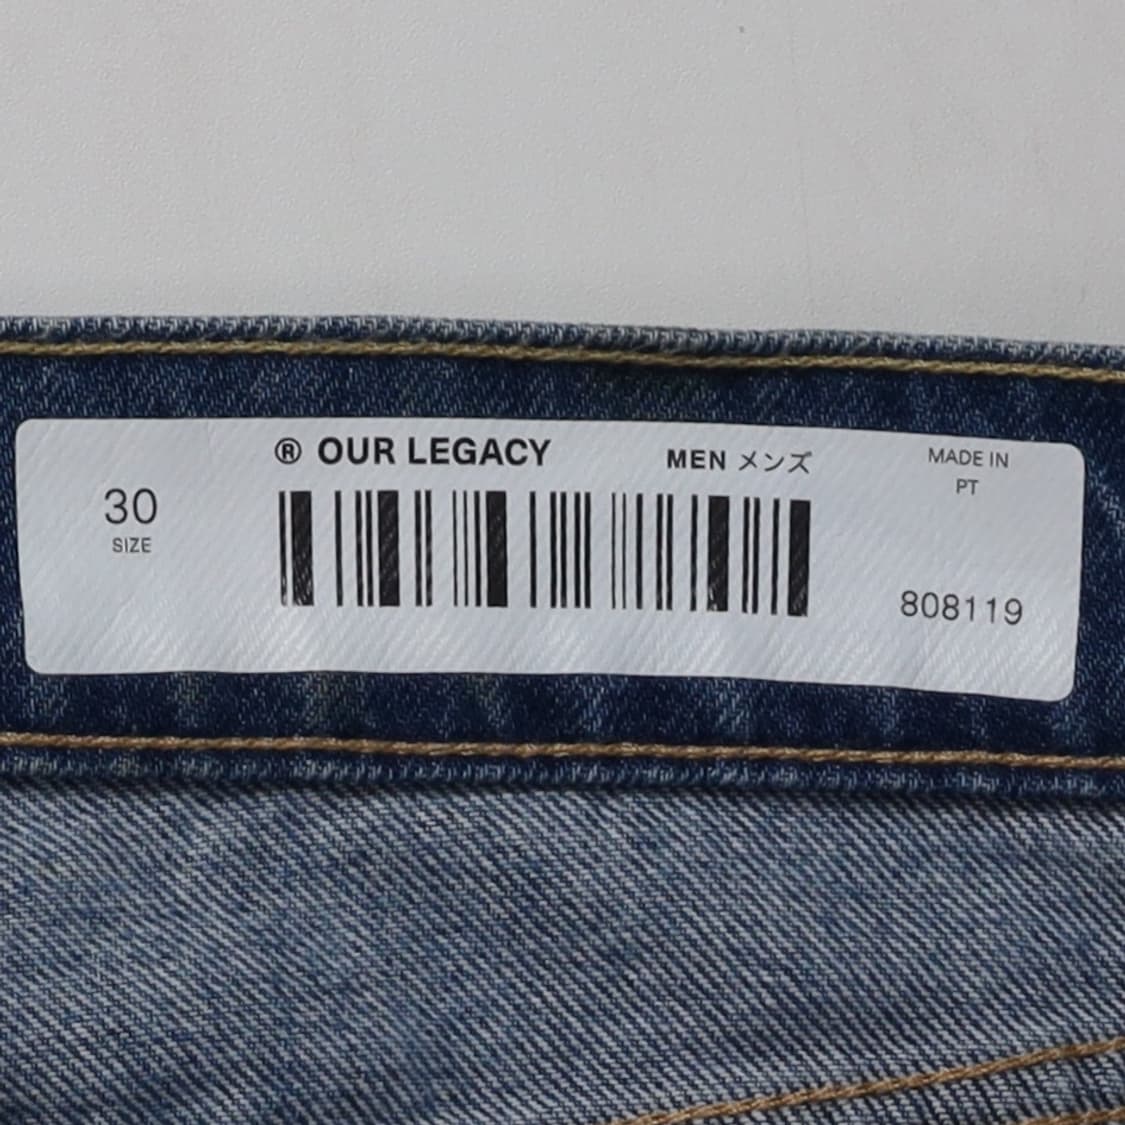 ® OUR LEGACY
MEN メンズ
MADE IN
PT
30
SIZE
808119